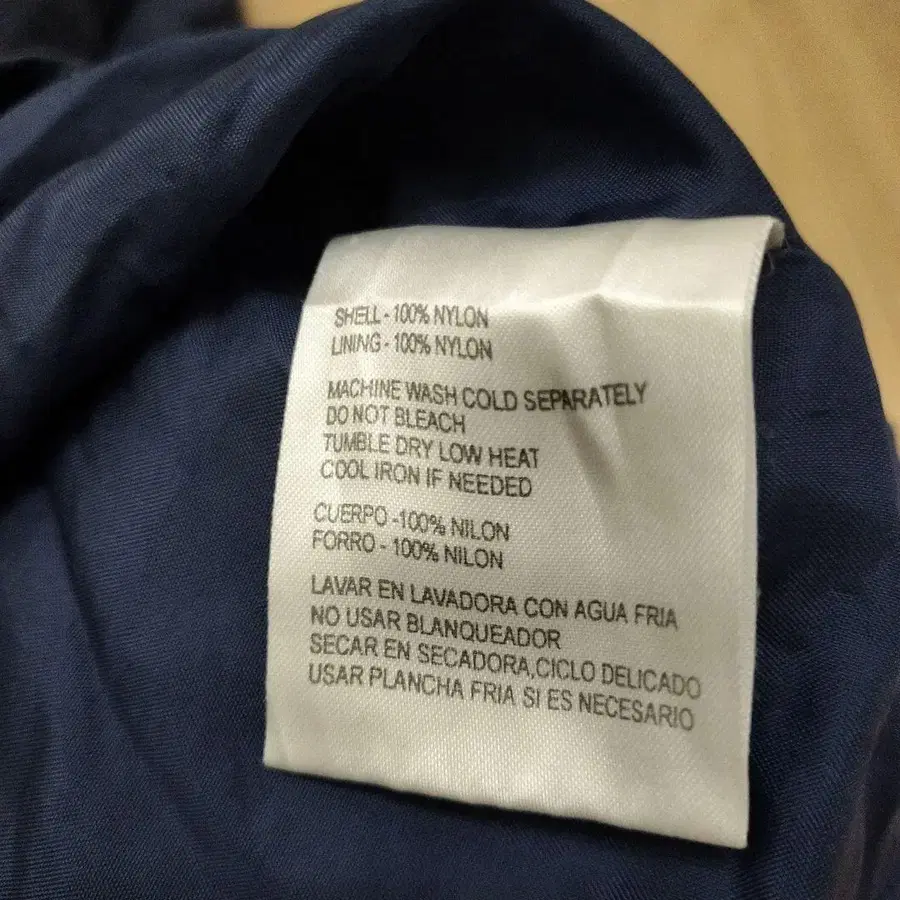 SHELL - 100% NYLON
LINING - 100% NYLON
MACHINE WASH COLD SEPARATELY
DO NOT BLEACH
TUMBLE DRY LOW HEAT
COOL IRON IF NEEDED
CUERPO -100% NILON
FORRO - 100% NILON
LAVAR EN LAVADORA CON AGUA FRIA
NO USAR BLANQUEADOR
SECAR EN SECADORA,CICLO DELICADO
USAR PLANCHA FRIA SI ES NECESARIO